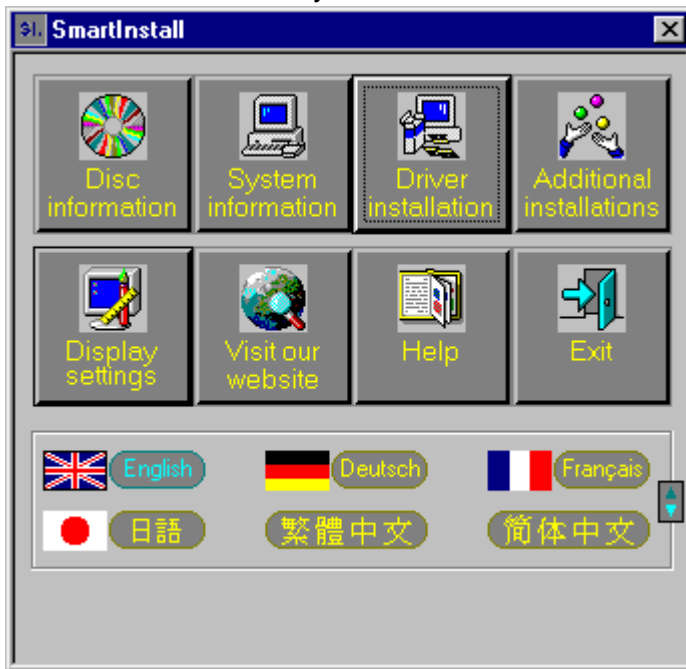 SI.
SmartInstall
Disc
information
System
information
Driver
installation
Additional
installations
Display
settings
Visit our
website
Help
Exit
English
Deutsch
Français
日語
繁體中文
简体中文